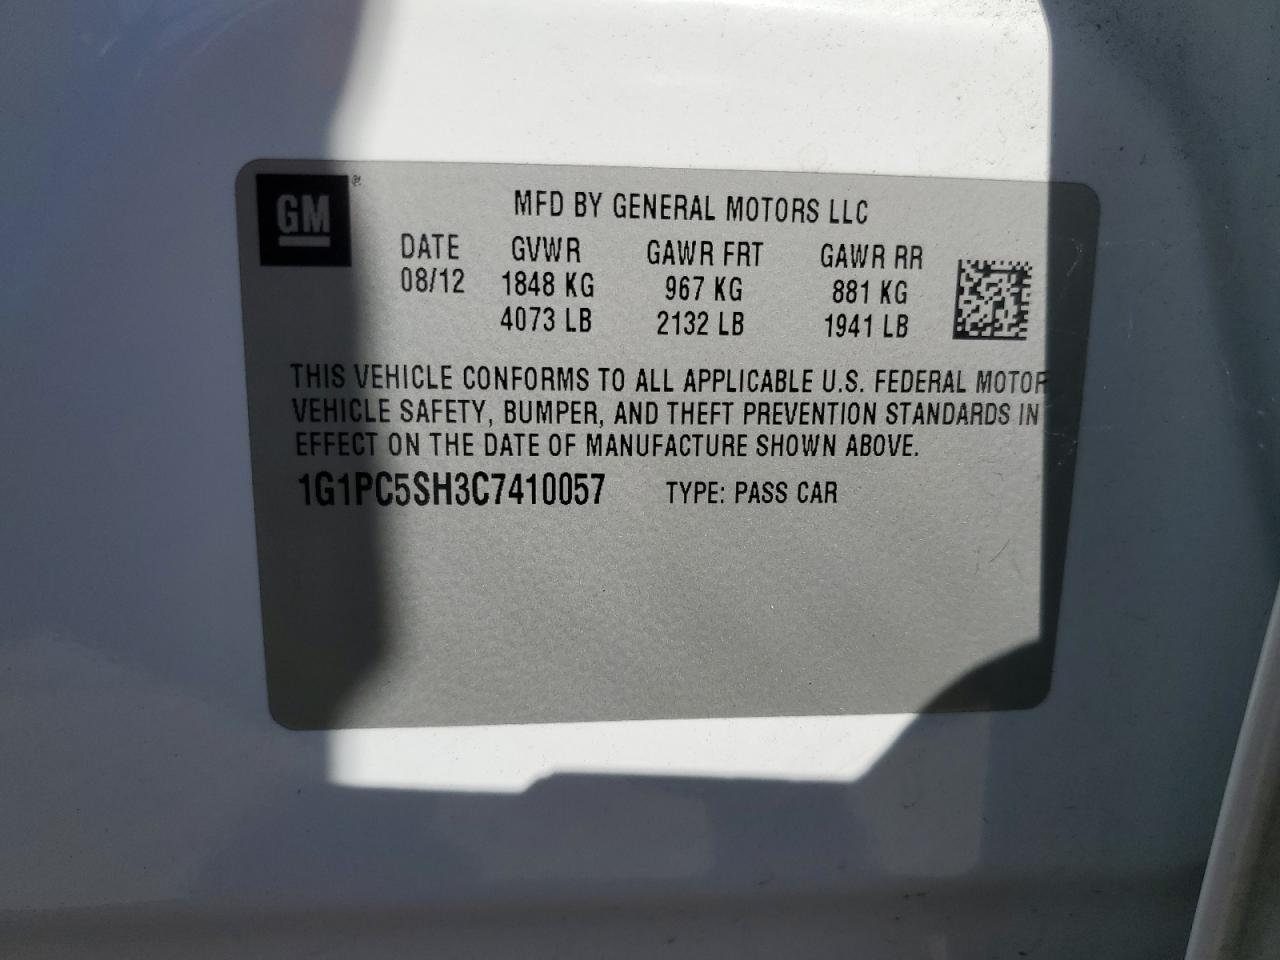 GM®
MFD BY GENERAL MOTORS LLC
DATE GVWR GAWR FRT GAWR RR
08/12 1848 KG 967 KG 881 KG
4073 LB 2132 LB 1941 LB
THIS VEHICLE CONFORMS TO ALL APPLICABLE U.S. FEDERAL MOTOR
VEHICLE SAFETY, BUMPER, AND THEFT PREVENTION STANDARDS IN
EFFECT ON THE DATE OF MANUFACTURE SHOWN ABOVE.
1G1PC5SH3C7410057 TYPE: PASS CAR